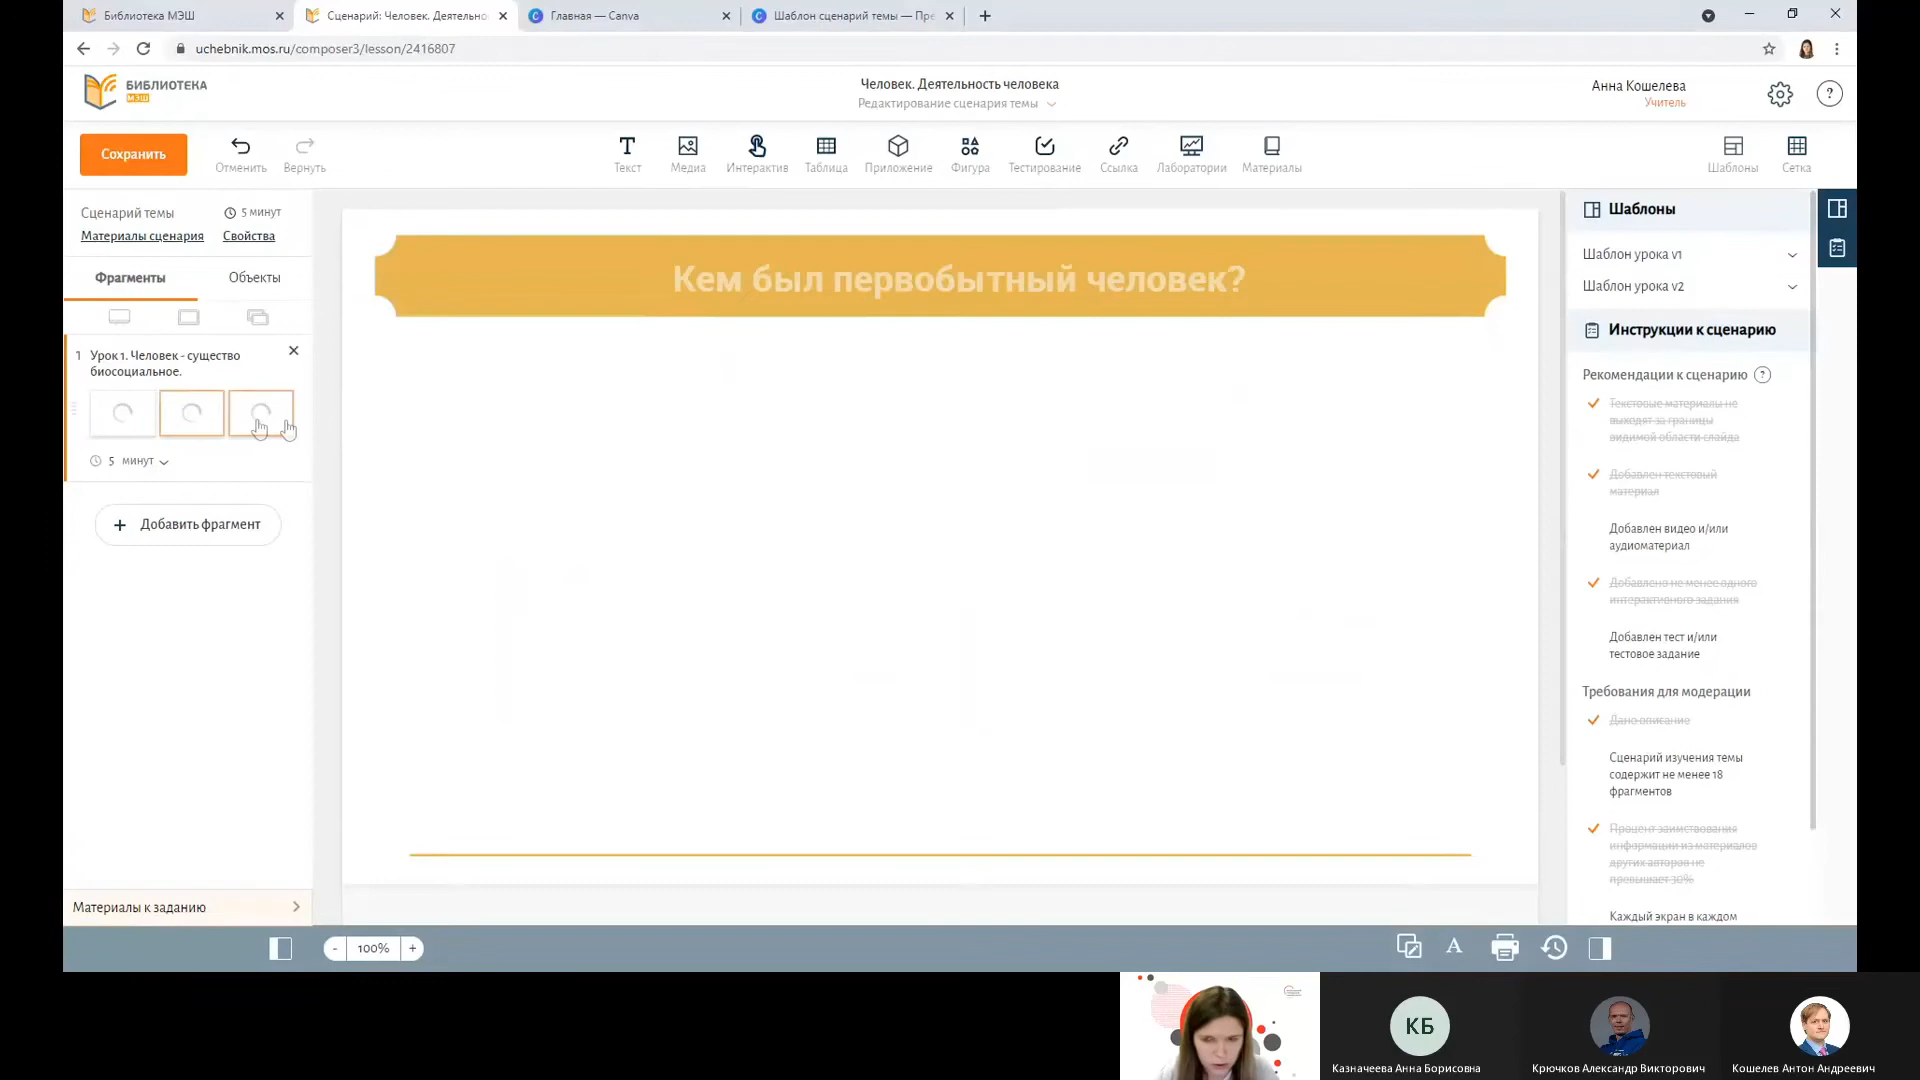 Библиотека МЭШ
Сценарий: Человек. Деятельно
Главная — Canva
Шаблон сценарий темы — Пре
uchebnik.mos.ru/composer3/lesson/2416807
БИБЛИОТЕКА
МЭШ
Человек. Деятельность человека
Редактирование сценария темы
Анна Кошелева
Учитель
?
Сохранить
Отменить
Вернуть
Текст
Медиа
Интерактив
Таблица
Приложение
Фигура
Тестирование
Ссылка
Лаборатории
Материалы
Шаблоны
Сетка
Сценарий темы
5 минут
Материалы сценария
Свойства
Фрагменты
Объекты
1 Урок 1. Человек - существо
биосоциальное.
5 минут
+ Добавить фрагмент
Материалы к заданию
Кем был первобытный человек?
Шаблоны
Шаблон урока v1
Шаблон урока v2
Инструкции к сценарию
Рекомендации к сценарию ?
Текстовые материалы не
выходят за границы
видимой области слайда
Добавлен текстовый
материал
Добавлен видео и/или
аудиоматериал
Добавлено не менее одного
интерактивного задания
Добавлен тест и/или
тестовое задание
Требования для модерации
Дано описание
Сценарий изучения темы
содержит не менее 18
фрагментов
Процент заимствования
информации из материалов
других авторов не
превышает 30%
Каждый экран в каждом
- 100% +
A
КБ
Казначеева Анна Борисовна
Крючков Александр Викторович
Кошелев Антон Андреевич